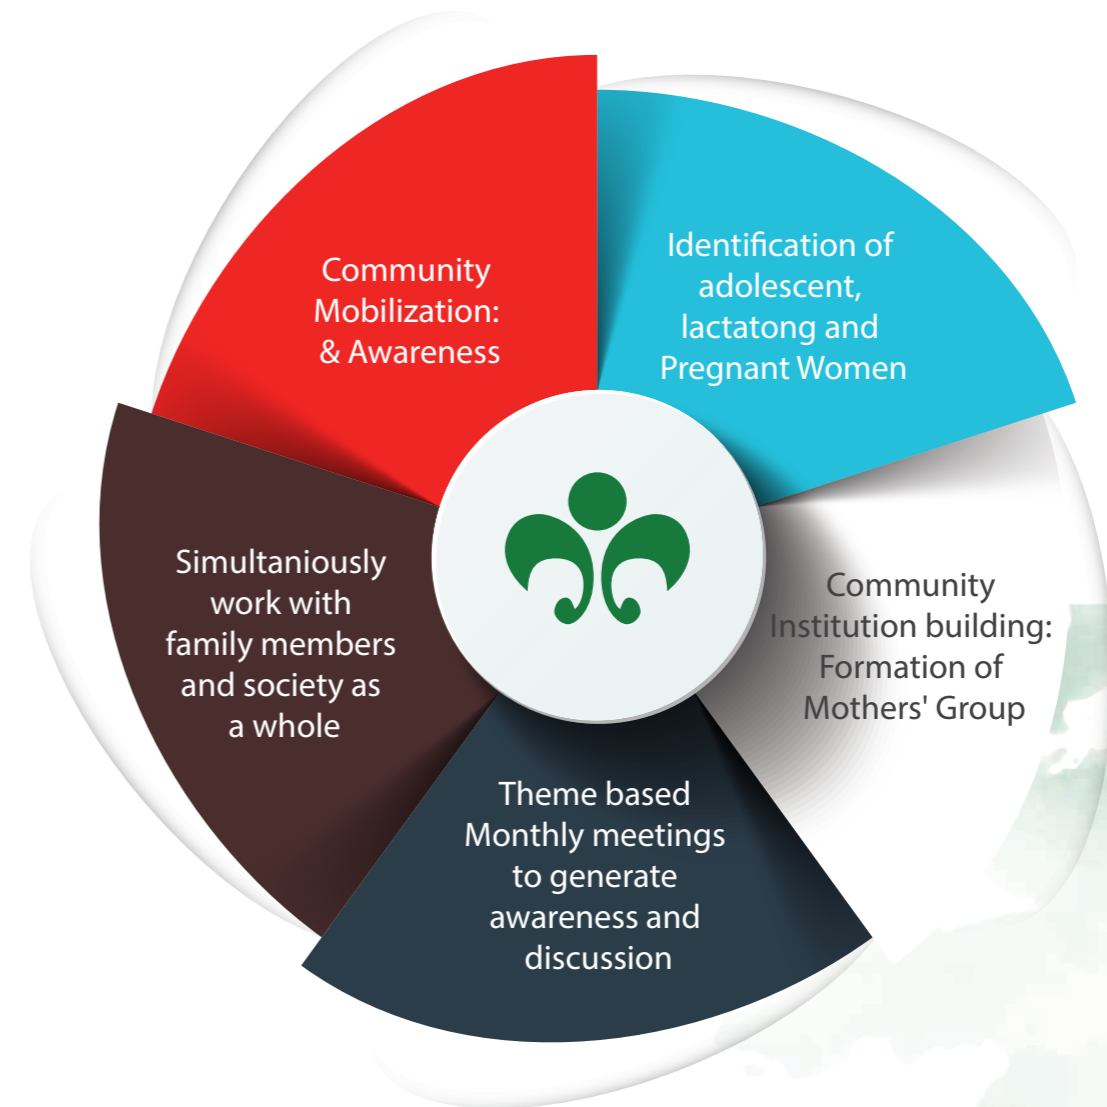 Community
Mobilization:
& Awareness
Identification of
adolescent,
lactatong and
Pregnant Women
Community
Institution building:
Formation of
Mothers' Group
Theme based
Monthly meetings
to generate
awareness and
discussion
Simultaniously
work with
family members
and society as
a whole